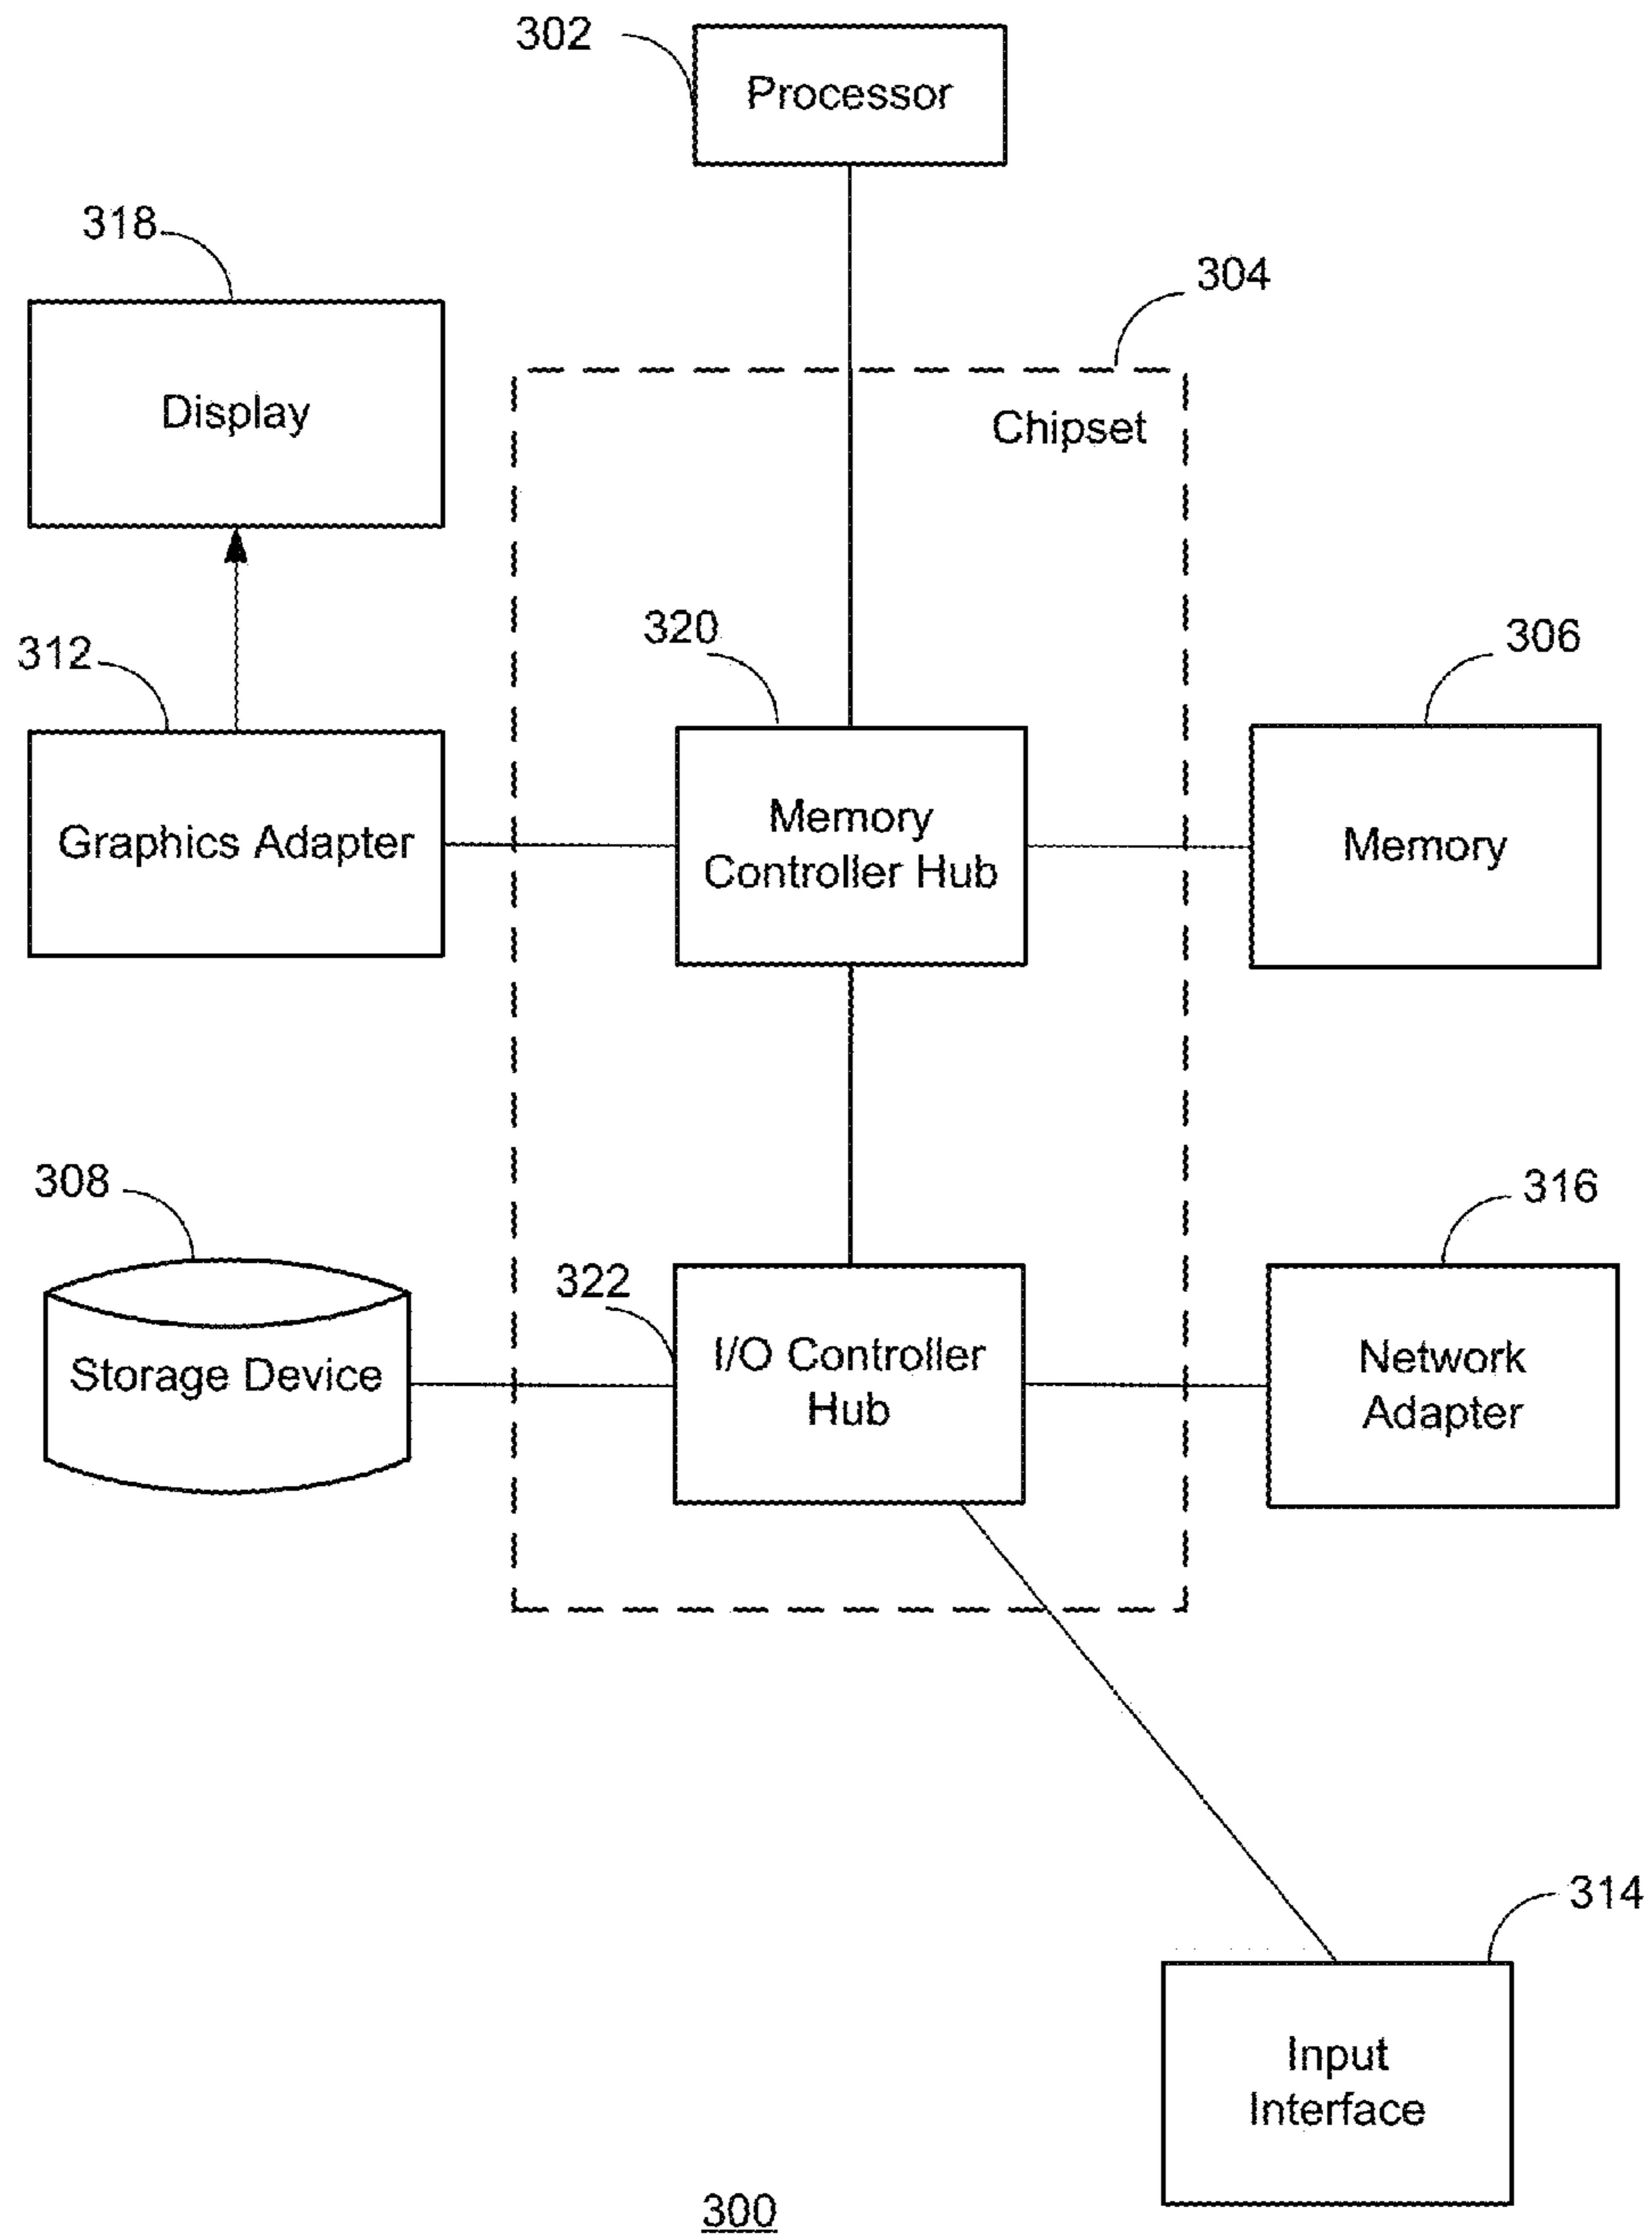 302
Processor
318
304
Display
Chipset
320
306
312
Memory
Controller Hub
Graphics Adapter
Memory
308
316
322
I/O Controller
Hub
Storage Device
Network
Adapter
314
Input
Interface
300